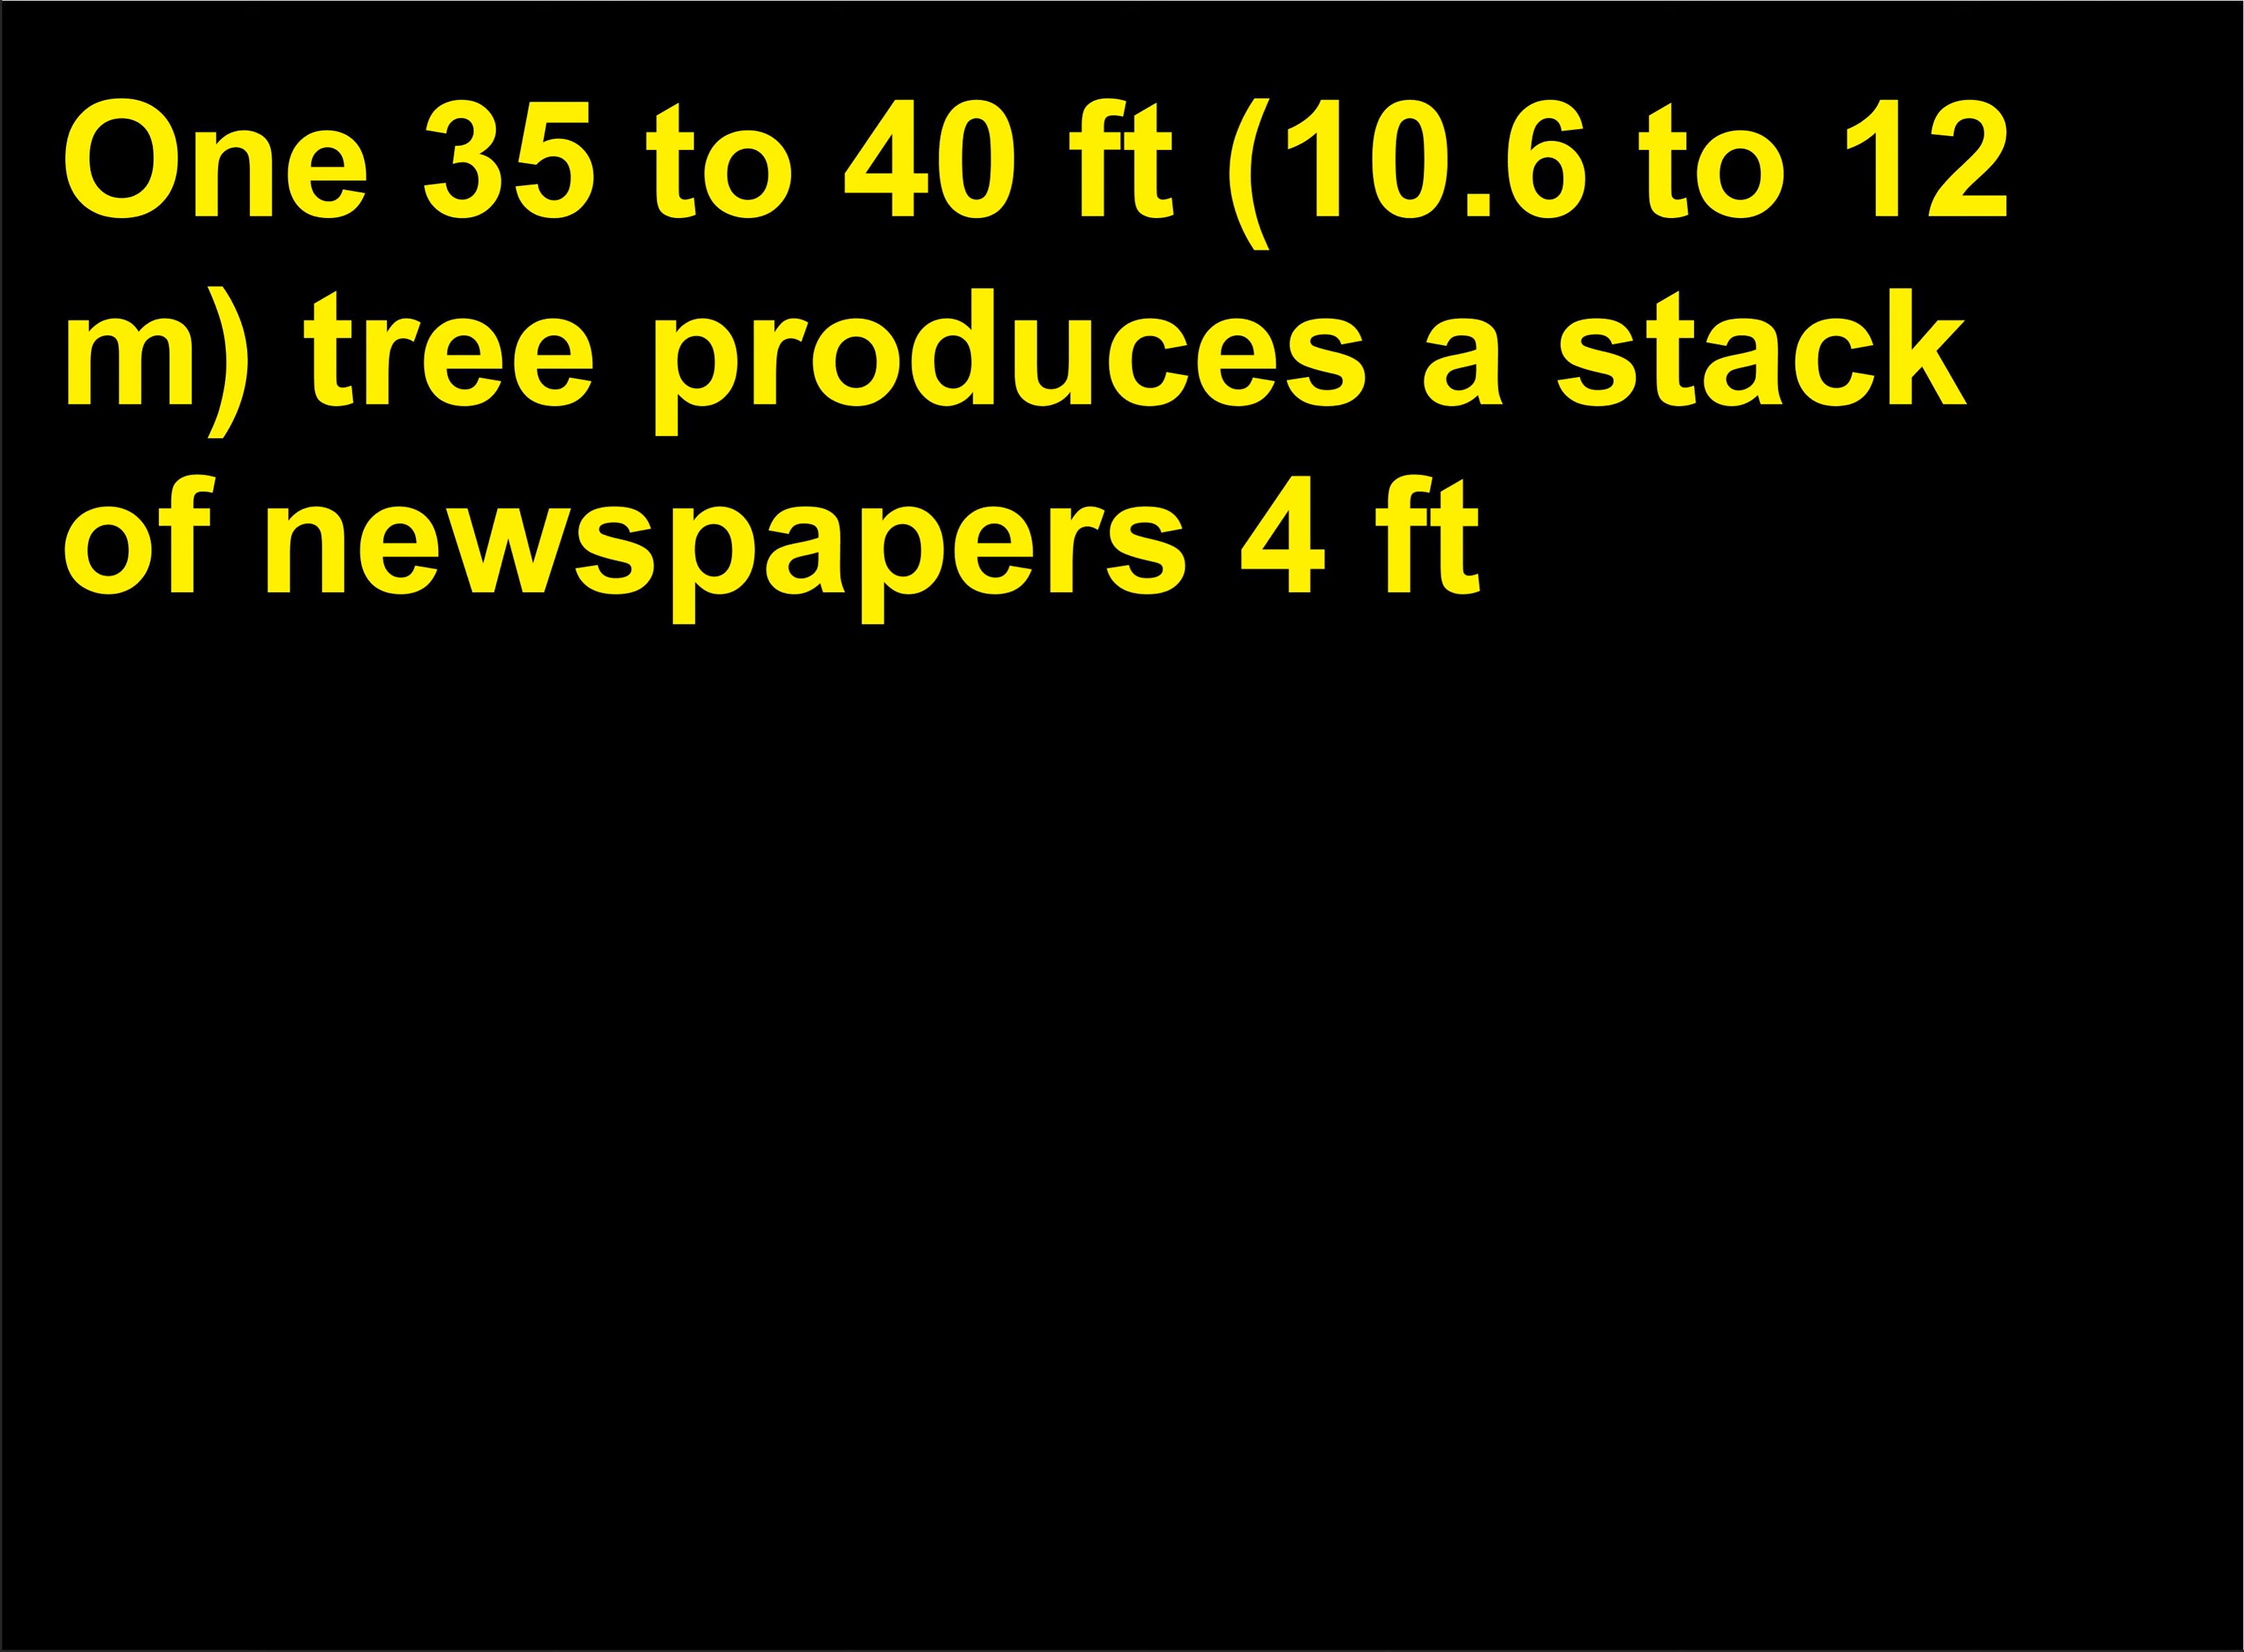 One 35 to 40 ft (10.6 to 12
m) tree produces a stack
of newspapers 4 ft